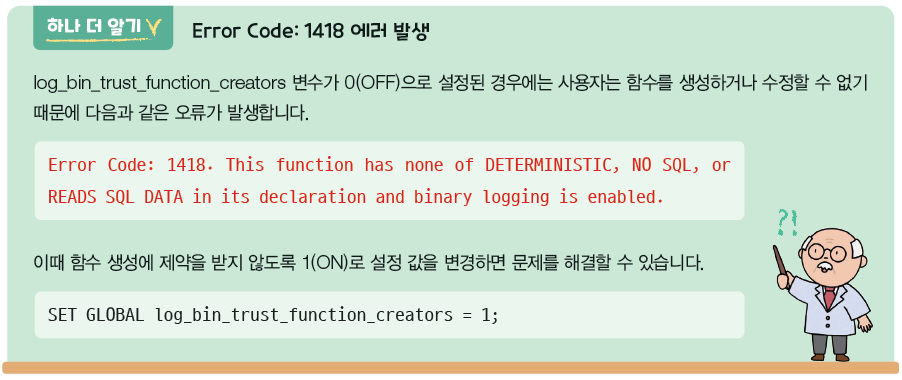 하나 더 알기
Error Code: 1418 에러 발생
log_bin_trust_function_creators 변수가 0(OFF)으로 설정된 경우에는 사용자는 함수를 생성하거나 수정할 수 없기
때문에 다음과 같은 오류가 발생합니다.
Error Code: 1418. This function has none of DETERMINISTIC, NO SQL, or
READS SQL DATA in its declaration and binary logging is enabled.
?!
이때 함수 생성에 제약을 받지 않도록 1(ON)로 설정 값을 변경하면 문제를 해결할 수 있습니다.
SET GLOBAL log_bin_trust_function_creators = 1;